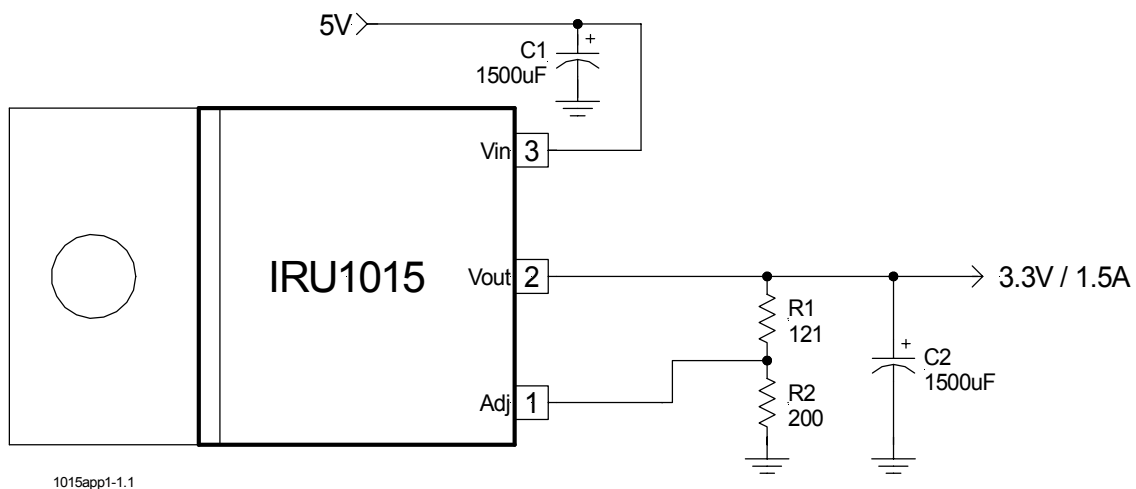 5V
C1
+
1500uF
Vin 3
IRU1015
Vout 2
3.3V / 1.5A
R1
121
+
C2
1500uF
R2
200
Adj 1
1015app1-1.1